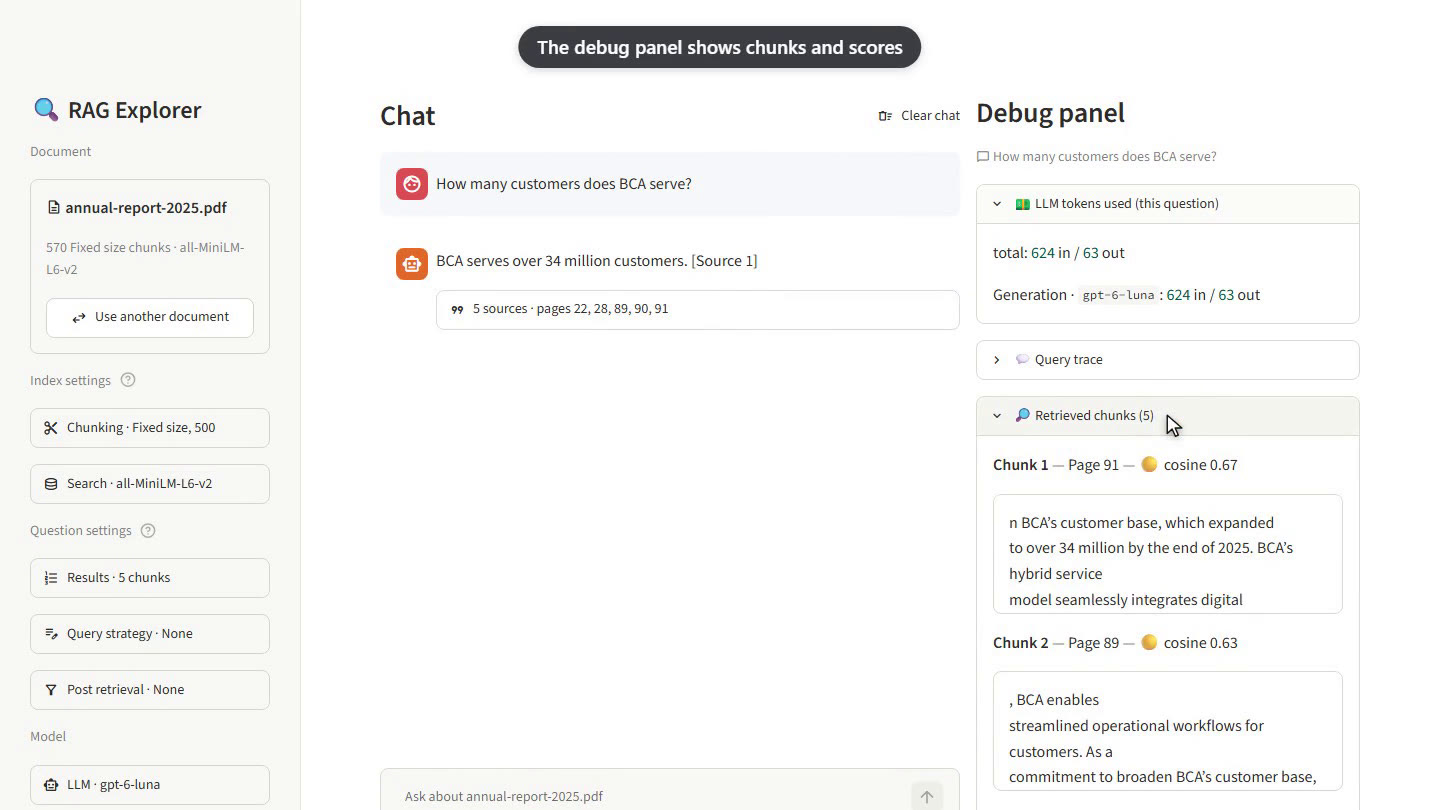 The debug panel shows chunks and scores
RAG Explorer
Document
annual-report-2025.pdf
570 Fixed size chunks · all-MiniLM-
L6-v2
Use another document
Index settings
Chunking · Fixed size, 500
Search · all-MiniLM-L6-v2
Question settings
Results · 5 chunks
Query strategy · None
Post retrieval · None
Model
LLM · gpt-6-luna
Chat
Clear chat
How many customers does BCA serve?
BCA serves over 34 million customers. [Source 1]
5 sources · pages 22, 28, 89, 90, 91
Ask about annual-report-2025.pdf
Debug panel
How many customers does BCA serve?
LLM tokens used (this question)
total: 624 in / 63 out
Generation · gpt-6-luna : 624 in / 63 out
Query trace
Retrieved chunks (5)
Chunk 1 — Page 91 — cosine 0.67
n BCA’s customer base, which expanded
to over 34 million by the end of 2025. BCA’s
hybrid service
model seamlessly integrates digital
Chunk 2 — Page 89 — cosine 0.63
, BCA enables
streamlined operational workflows for
customers. As a
commitment to broaden BCA’s customer base,